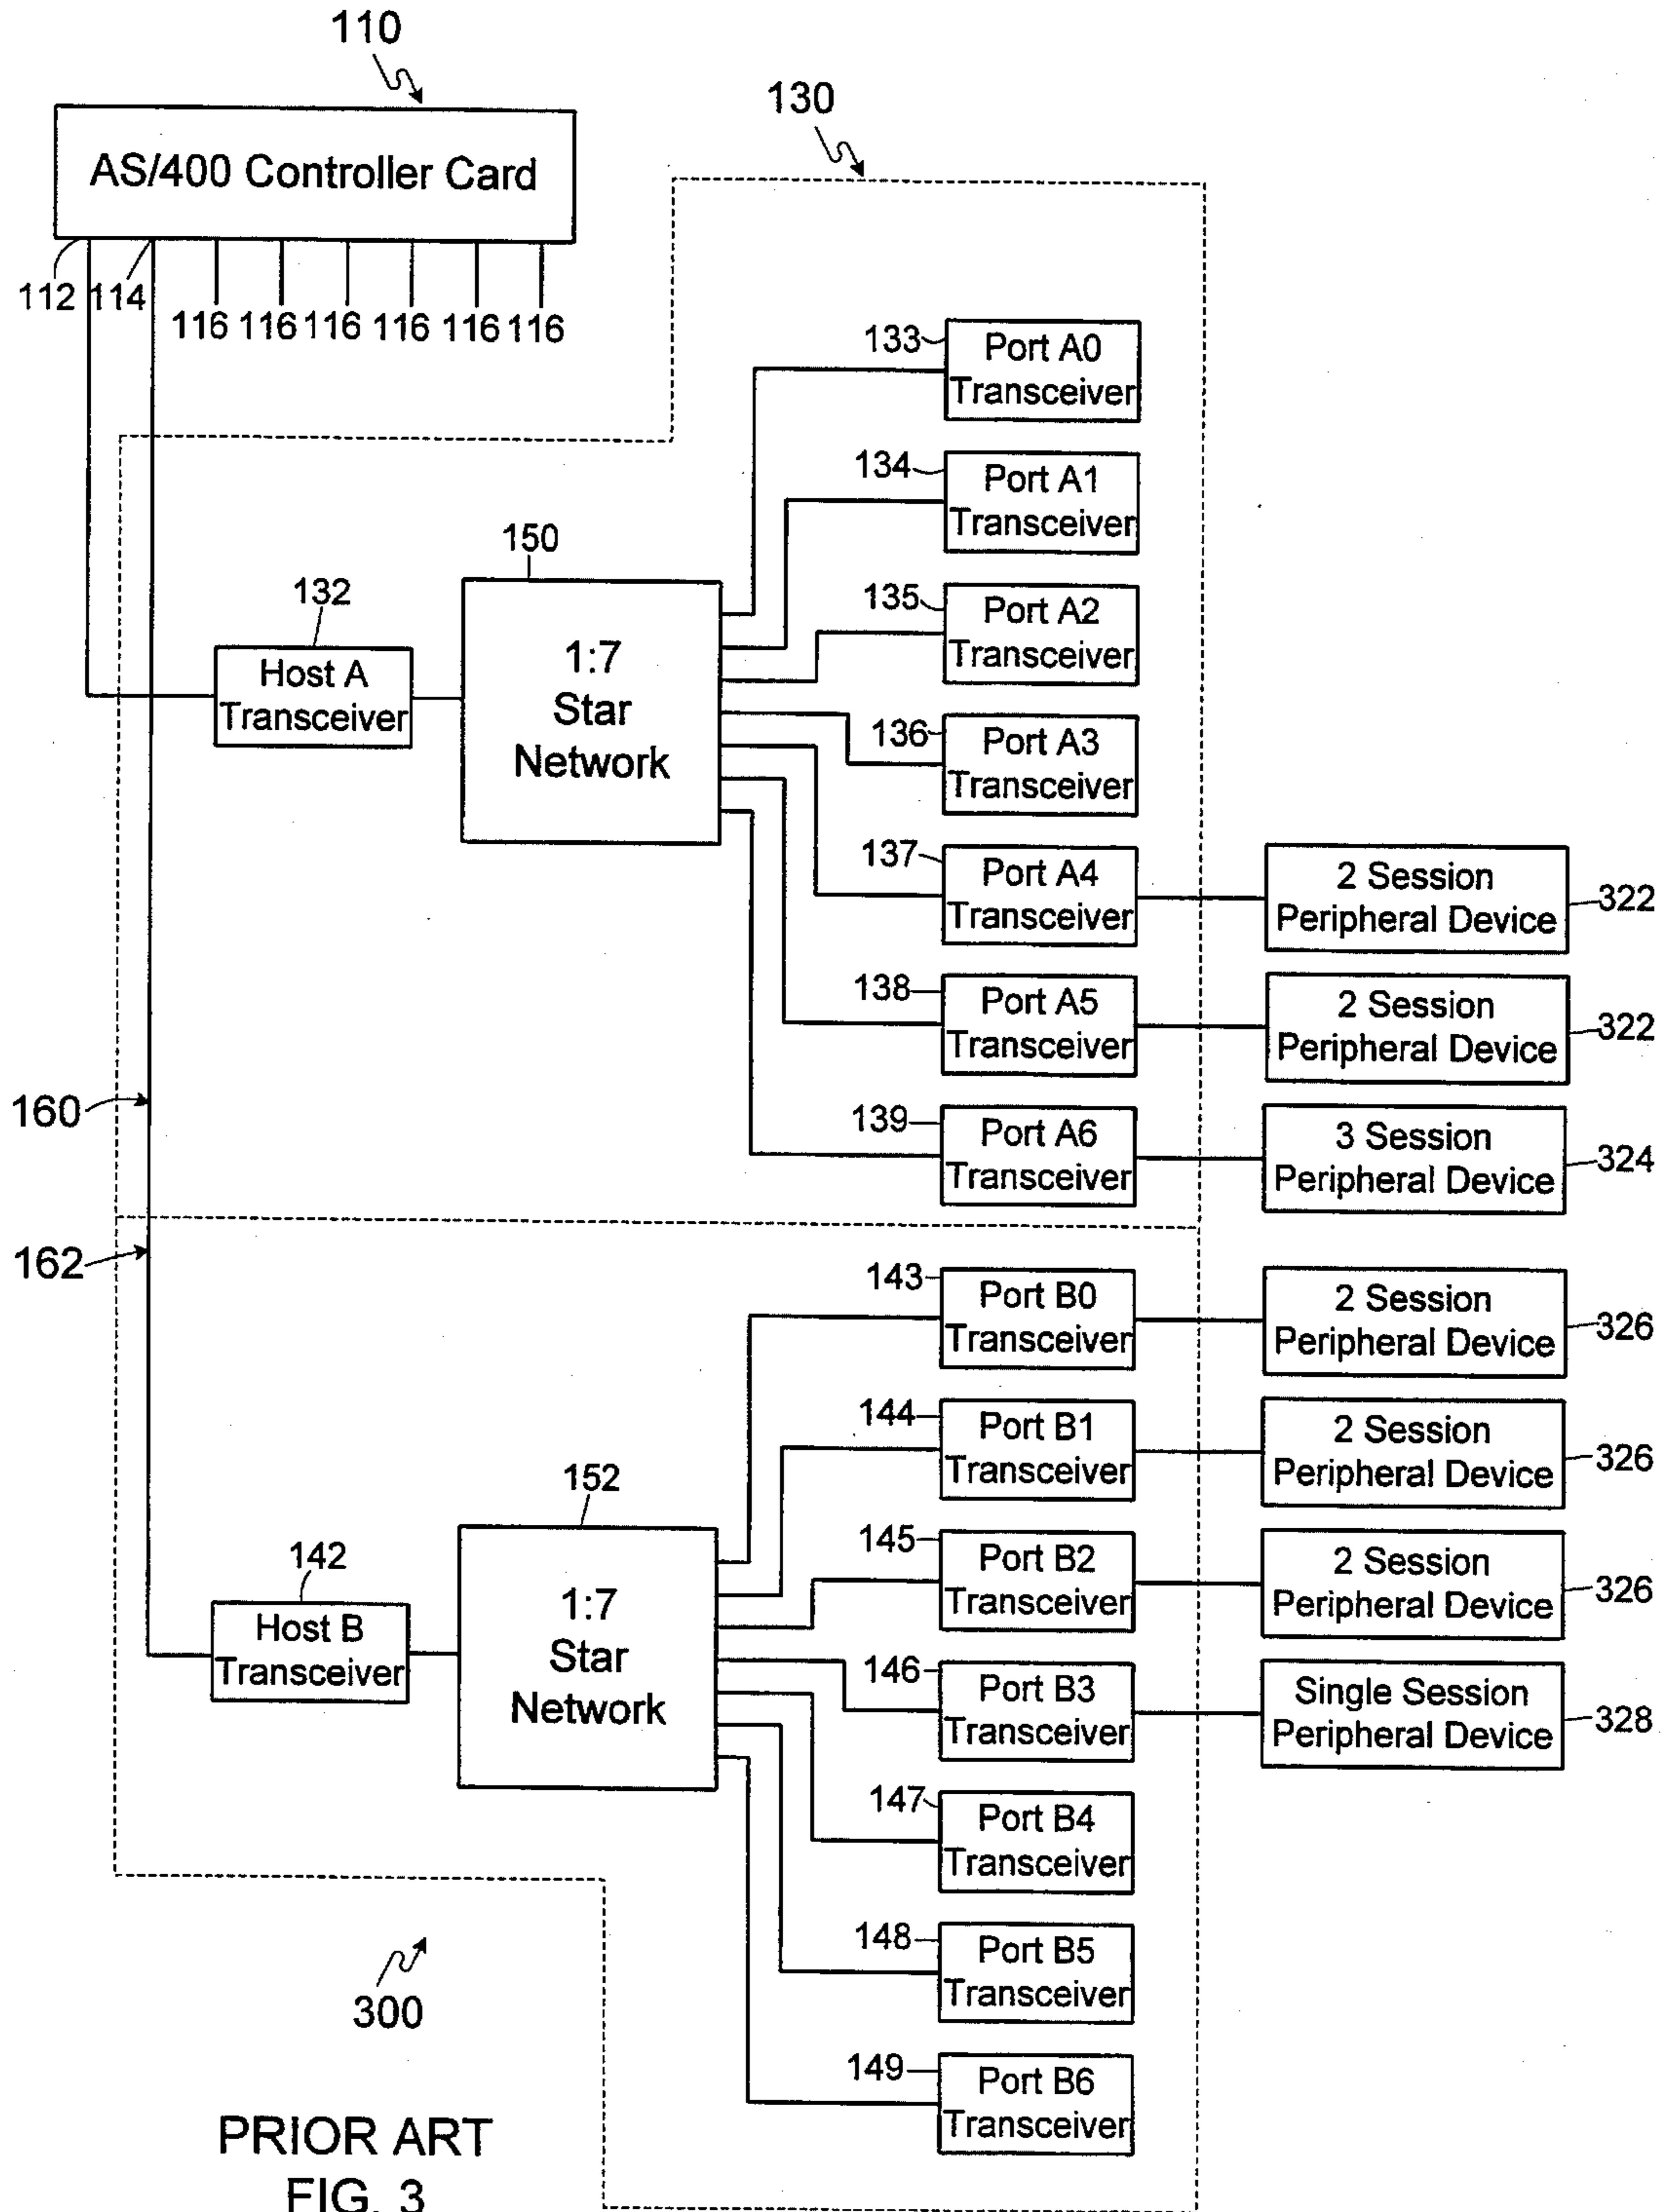 110
130
AS/400 Controller Card
112
114
116
116
116
116
116
116
133
Port A0
Transceiver
134
Port A1
Transceiver
150
132
135
Port A2
Transceiver
Host A
Transceiver
1:7
Star
Network
136
Port A3
Transceiver
137
Port A4
Transceiver
2 Session
Peripheral Device
322
138
Port A5
Transceiver
2 Session
Peripheral Device
322
160
139
Port A6
Transceiver
3 Session
Peripheral Device
324
162
143
Port B0
Transceiver
2 Session
Peripheral Device
326
144
Port B1
Transceiver
2 Session
Peripheral Device
326
152
142
145
Port B2
Transceiver
2 Session
Peripheral Device
326
Host B
Transceiver
1:7
Star
Network
146
Port B3
Transceiver
Single Session
Peripheral Device
328
147
Port B4
Transceiver
148
Port B5
Transceiver
300
149
Port B6
Transceiver
PRIOR ART
FIG. 3